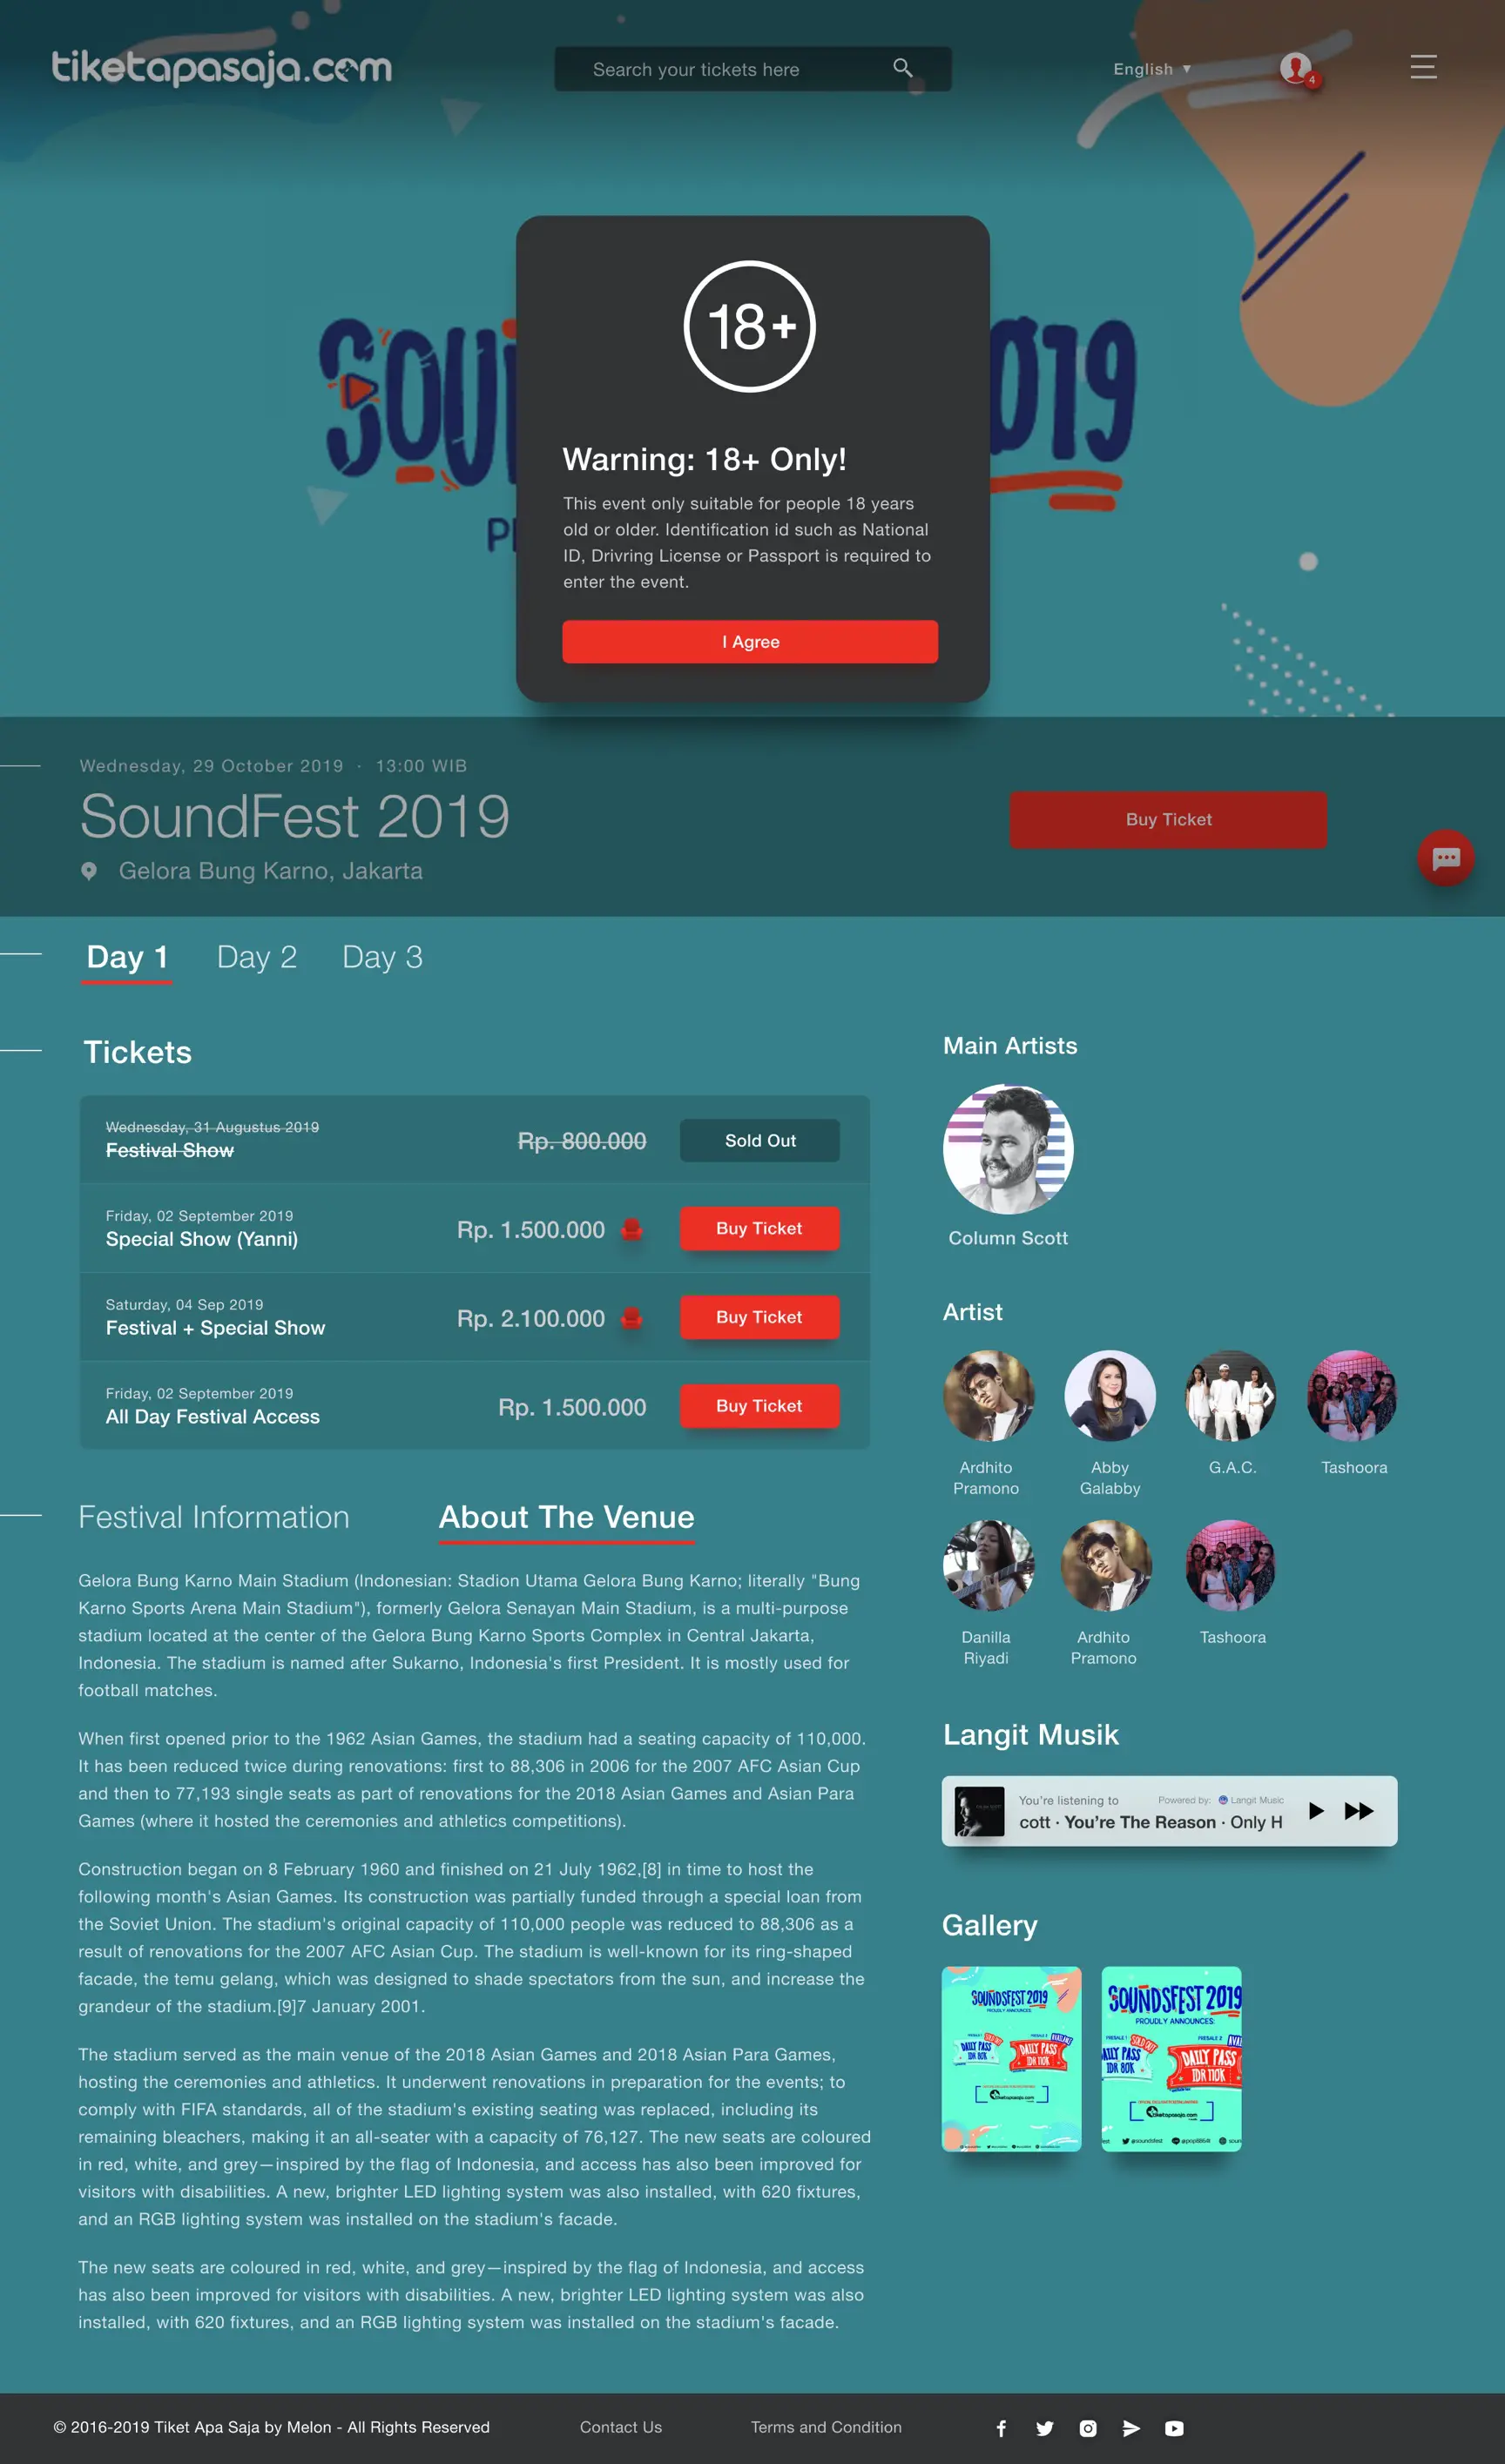 tiketapasaja.com
Search your tickets here
English ▼
4
18+
Warning: 18+ Only!
This event only suitable for people 18 years
old or older. Identification id such as National
ID, Drivring License or Passport is required to
enter the event.
I Agree
SOU
2019
P
Wednesday, 29 October 2019 · 13:00 WIB
SoundFest 2019
Gelora Bung Karno, Jakarta
Buy Ticket
Day 1
Day 2
Day 3
Tickets
Wednesday, 31 Augustus 2019
Festival Show
Rp. 800.000
Sold Out
Friday, 02 September 2019
Special Show (Yanni)
Rp. 1.500.000
Buy Ticket
Saturday, 04 Sep 2019
Festival + Special Show
Rp. 2.100.000
Buy Ticket
Friday, 02 September 2019
All Day Festival Access
Rp. 1.500.000
Buy Ticket
Festival Information
About The Venue
Gelora Bung Karno Main Stadium (Indonesian: Stadion Utama Gelora Bung Karno; literally "Bung
Karno Sports Arena Main Stadium"), formerly Gelora Senayan Main Stadium, is a multi-purpose
stadium located at the center of the Gelora Bung Karno Sports Complex in Central Jakarta,
Indonesia. The stadium is named after Sukarno, Indonesia's first President. It is mostly used for
football matches.
When first opened prior to the 1962 Asian Games, the stadium had a seating capacity of 110,000.
It has been reduced twice during renovations: first to 88,306 in 2006 for the 2007 AFC Asian Cup
and then to 77,193 single seats as part of renovations for the 2018 Asian Games and Asian Para
Games (where it hosted the ceremonies and athletics competitions).
Construction began on 8 February 1960 and finished on 21 July 1962,[8] in time to host the
following month's Asian Games. Its construction was partially funded through a special loan from
the Soviet Union. The stadium's original capacity of 110,000 people was reduced to 88,306 as a
result of renovations for the 2007 AFC Asian Cup. The stadium is well-known for its ring-shaped
facade, the temu gelang, which was designed to shade spectators from the sun, and increase the
grandeur of the stadium.[9]7 January 2001.
The stadium served as the main venue of the 2018 Asian Games and 2018 Asian Para Games,
hosting the ceremonies and athletics. It underwent renovations in preparation for the events; to
comply with FIFA standards, all of the stadium's existing seating was replaced, including its
remaining bleachers, making it an all-seater with a capacity of 76,127. The new seats are coloured
in red, white, and grey—inspired by the flag of Indonesia, and access has also been improved for
visitors with disabilities. A new, brighter LED lighting system was also installed, with 620 fixtures,
and an RGB lighting system was installed on the stadium's facade.
The new seats are coloured in red, white, and grey—inspired by the flag of Indonesia, and access
has also been improved for visitors with disabilities. A new, brighter LED lighting system was also
installed, with 620 fixtures, and an RGB lighting system was installed on the stadium's facade.
Main Artists
Column Scott
Artist
Ardhito
Pramono
Abby
Galabby
G.A.C.
Tashoora
Danilla
Riyadi
Ardhito
Pramono
Tashoora
Langit Musik
You're listening to
Powered by: Langit Music
cott · You're The Reason · Only H
Gallery
SOUNDSFEST 2019
PROUDLY ANNOUNCES:
PRESALE 1 SOLD OUT
DAILY PASS
IDR 80K
PRESALE 2 AVAILABLE
DAILY PASS
IDR 110K
tiketapasaja.com
SOUNDSFEST 2019
PROUDLY ANNOUNCES:
PRESALE 1 SOLD OUT
AILY PASS
IDR 80K
PRESALE 2 AVAI
DAILY PASS
IDR 110K
tiketapasaja.com
est @soundsfest soun
© 2016-2019 Tiket Apa Saja by Melon - All Rights Reserved
Contact Us
Terms and Condition